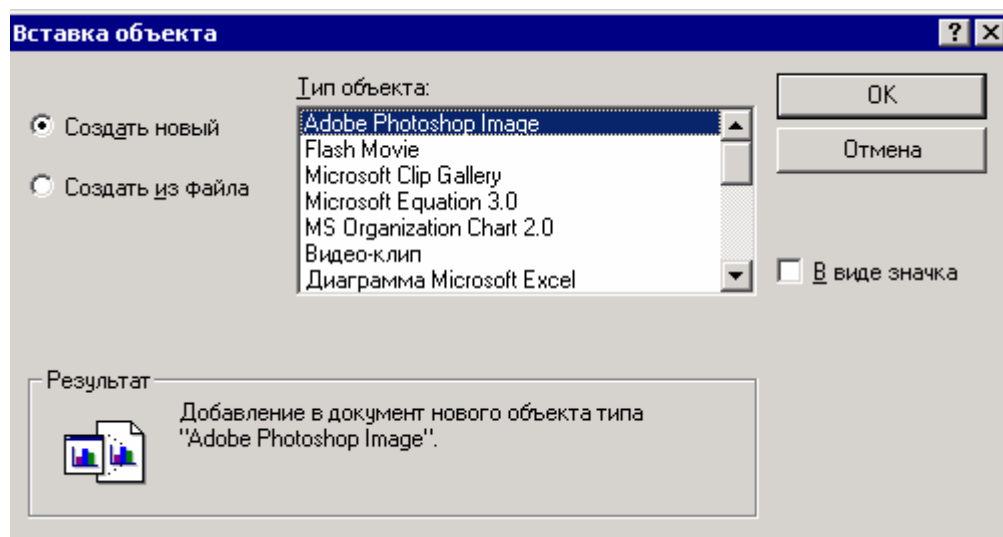 Вставка объекта
Тип объекта:
Создать новый
Создать из файла
Adobe Photoshop Image
Flash Movie
Microsoft Clip Gallery
Microsoft Equation 3.0
MS Organization Chart 2.0
Видео-клип
Диаграмма Microsoft Excel
OK
Отмена
В виде значка
Результат
Добавление в документ нового объекта типа
"Adobe Photoshop Image".